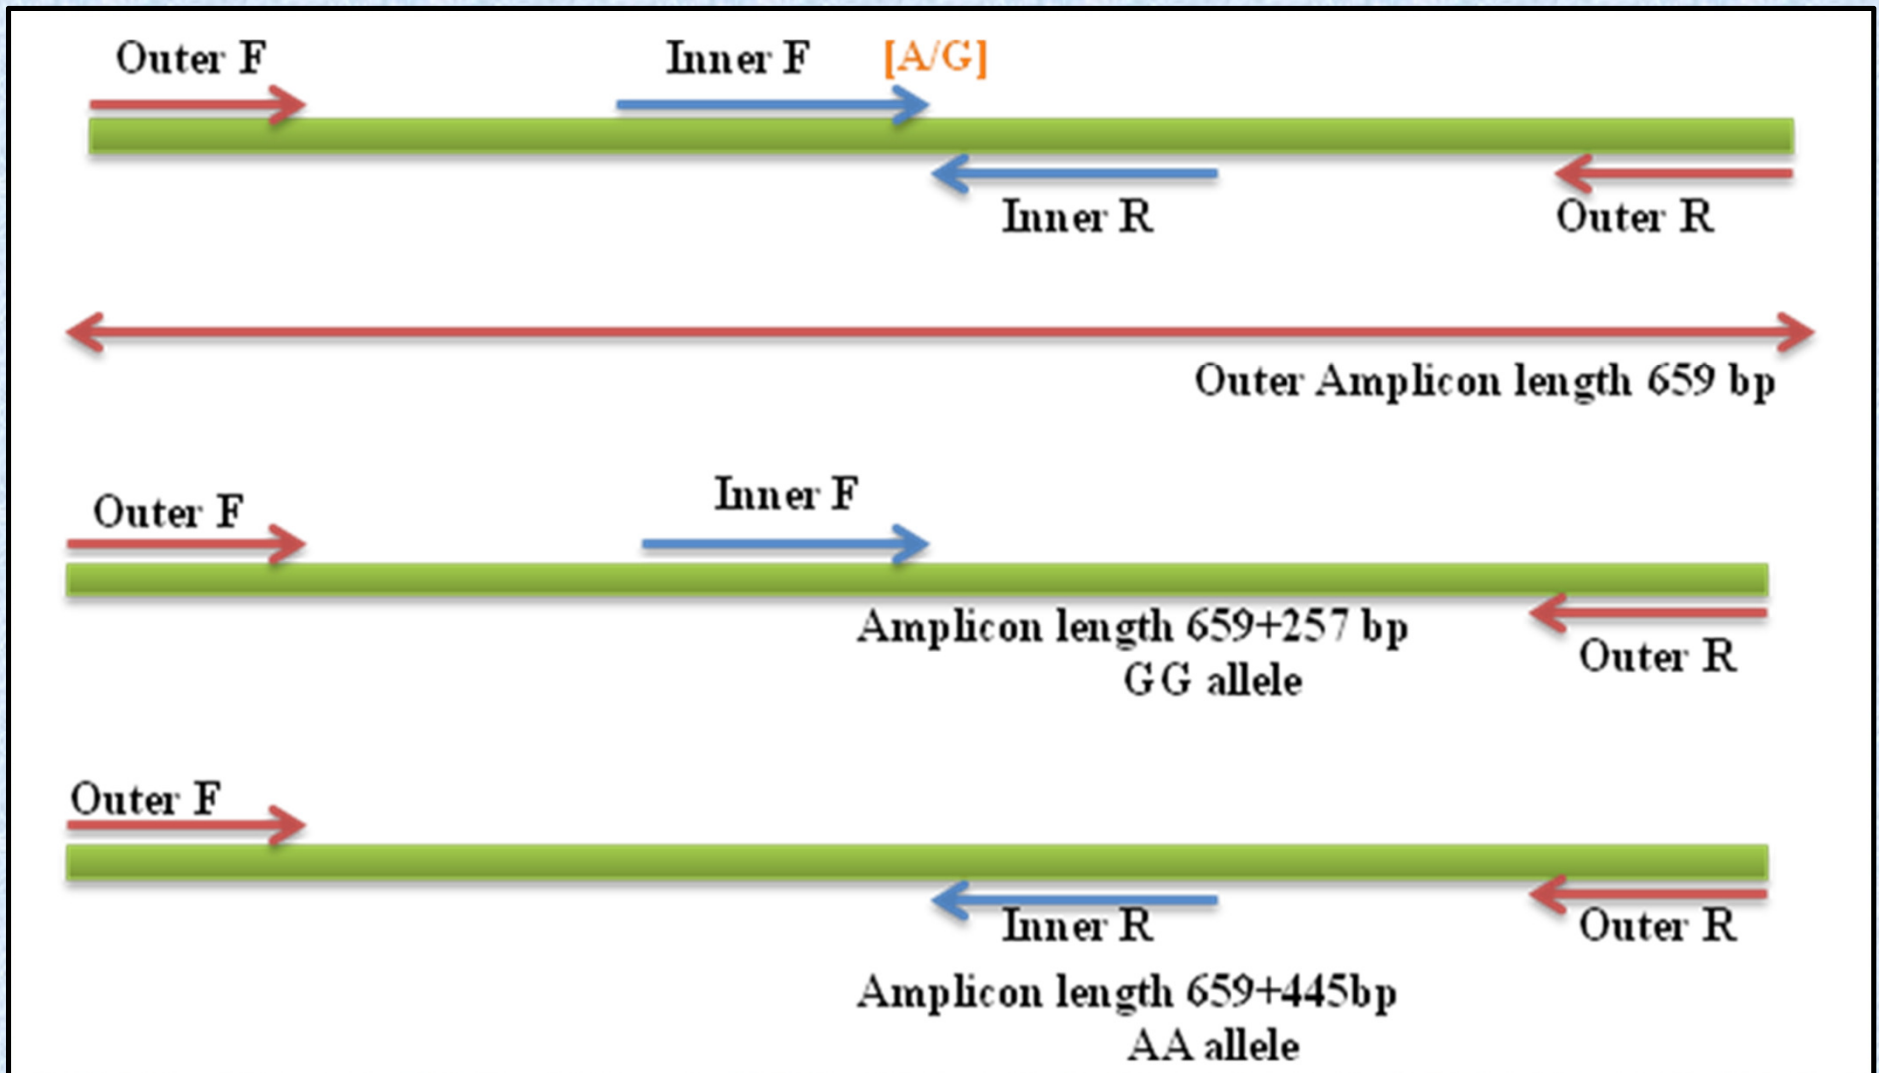 Outer F Inner F [A/G]
Inner R Outer R
Outer Amplicon length 659 bp
Outer F Inner F
Amplicon length 659+257 bp
GG allele
Outer R
Outer F
Inner R Outer R
Amplicon length 659+445bp
AA allele